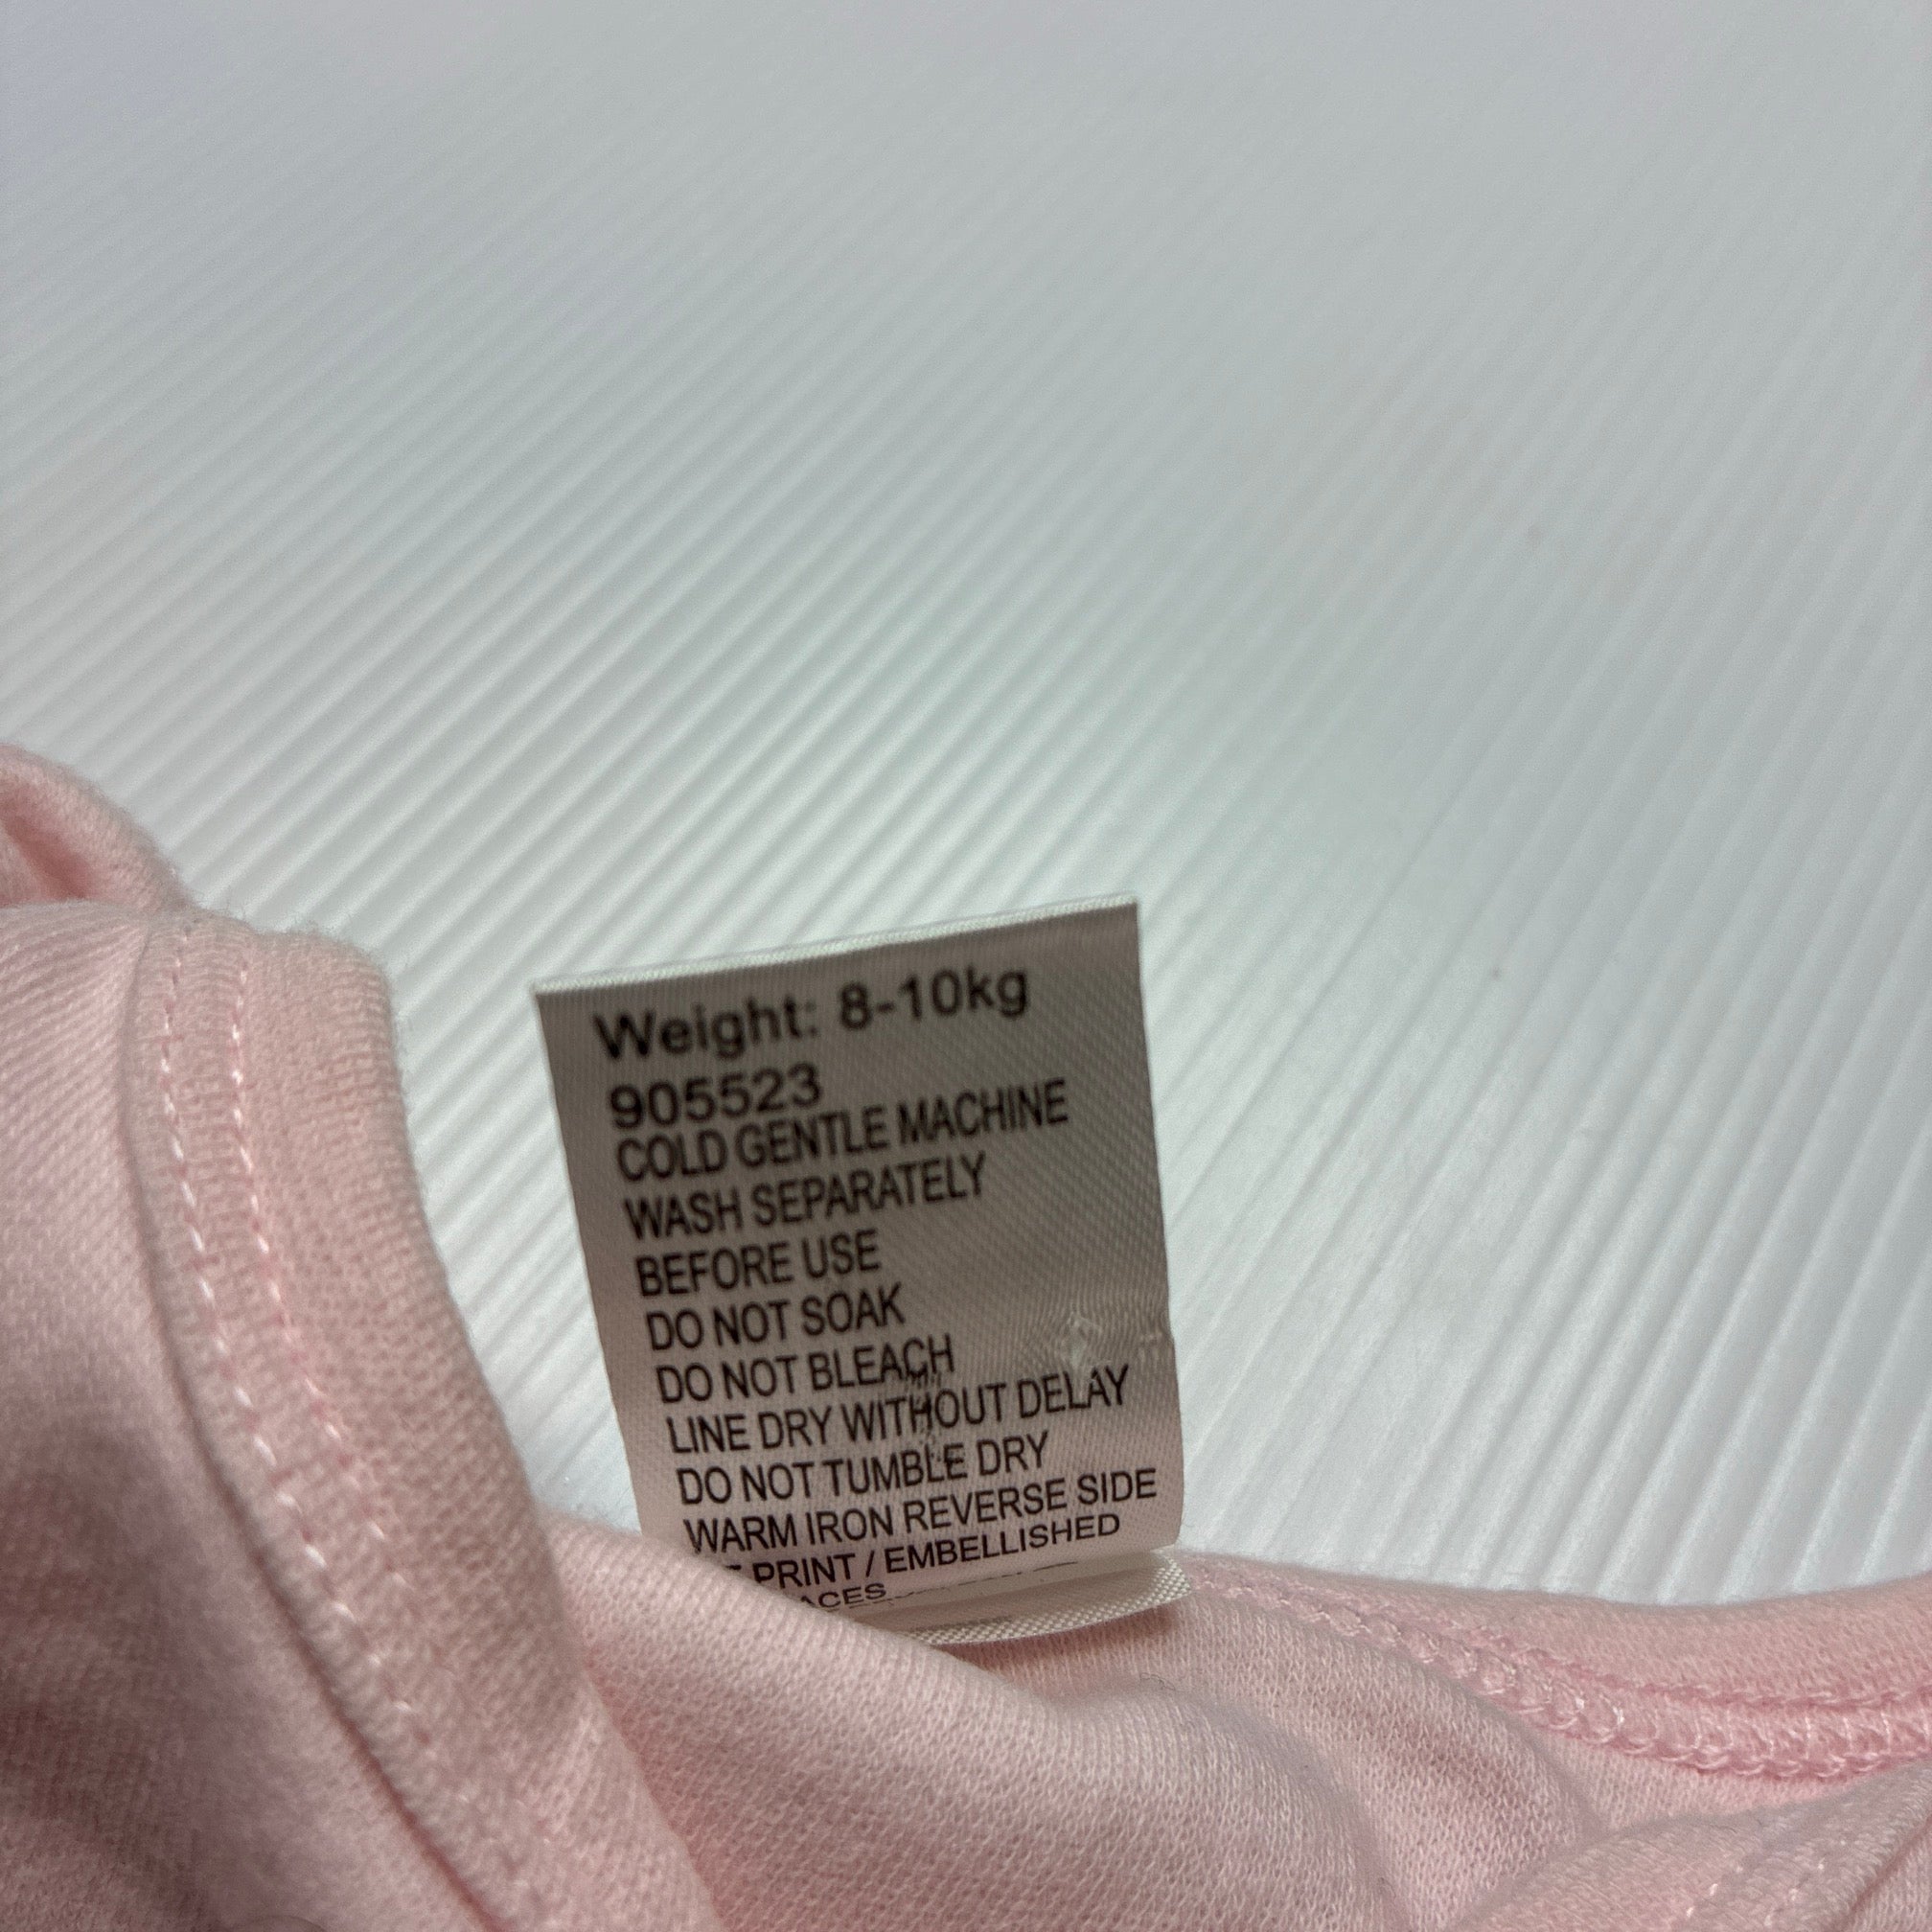 Weight: 8-10kg
905523
COLD GENTLE MACHINE
WASH SEPARATELY
BEFORE USE
DO NOT SOAK
DO NOT BLEACH
LINE DRY WITHOUT DELAY
DO NOT TUMBLE DRY
WARM IRON REVERSE SIDE
PRINT / EMBELLISHED